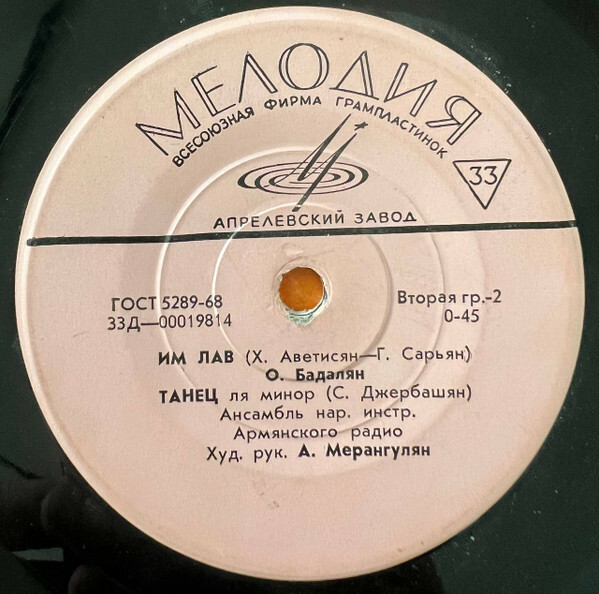 МЕЛОДИЯ
ВСЕСОЮЗНАЯ ФИРМА ГРАМПЛАСТИНОК
33
АПРЕЛЕВСКИЙ ЗАВОД
ГОСТ 5289-68 Вторая гр.-2
33Д—00019814 0-45
ИМ ЛАВ (Х. Аветисян—Г. Сарьян)
О. Бадалян
ТАНЕЦ ля минор (С. Джербашян)
Ансамбль нар. инстр.
Армянского радио
Худ. рук. А. Мерангулян